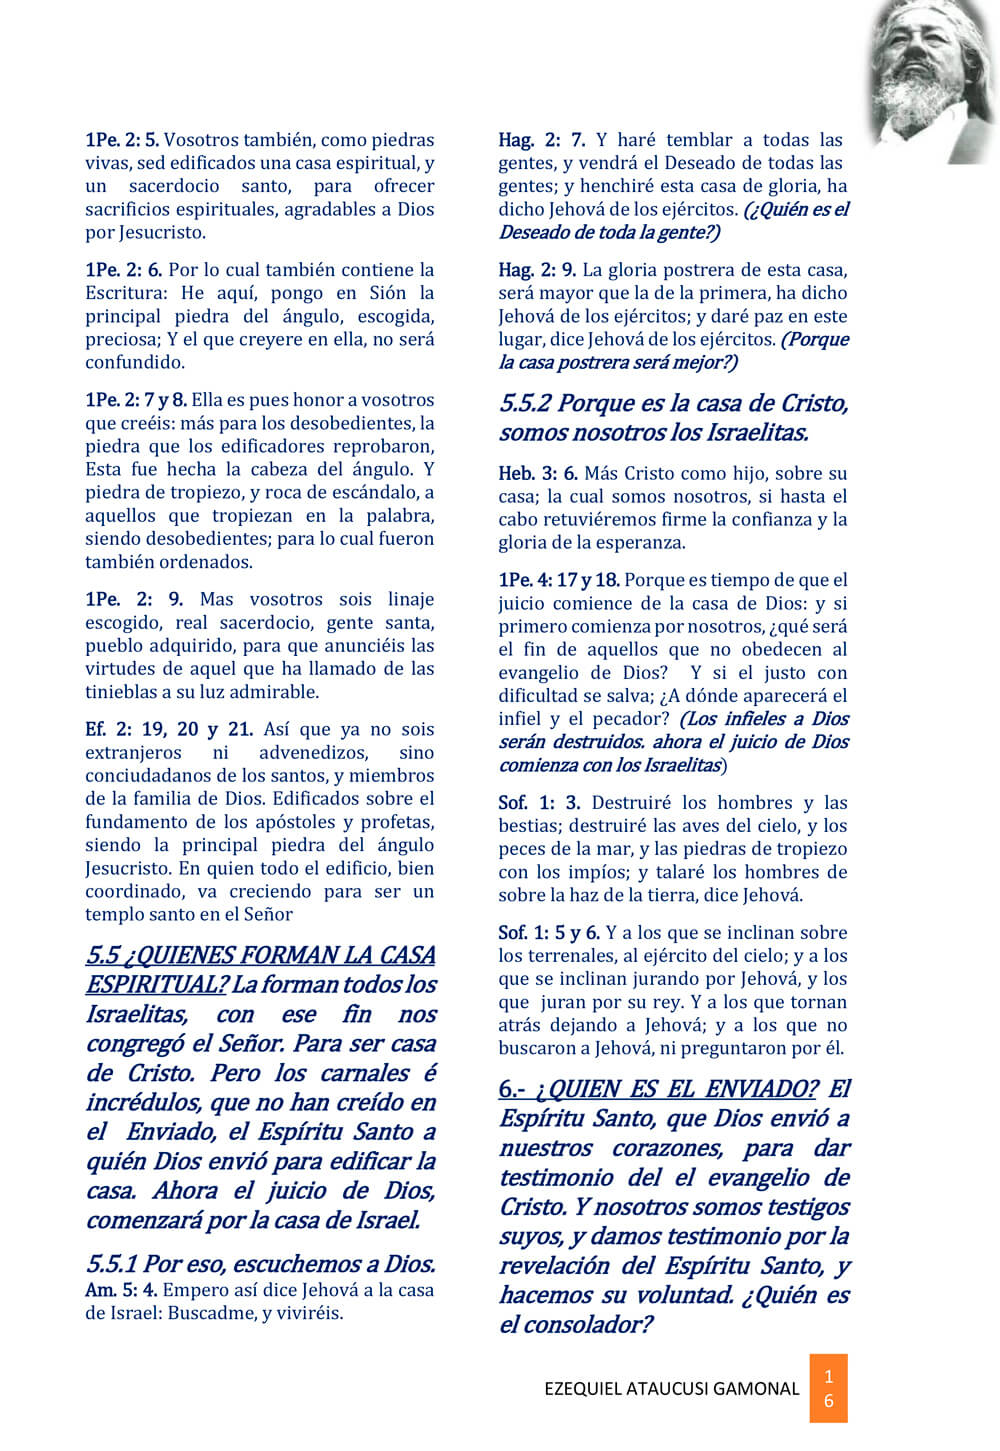 1Pe. 2: 5. Vosotros también, como piedras
vivas, sed edificados una casa espiritual, y
un sacerdocio santo, para ofrecer
sacrificios espirituales, agradables a Dios
por Jesucristo.
1Pe. 2: 6. Por lo cual también contiene la
Escritura: He aquí, pongo en Sión la
principal piedra del ángulo, escogida,
preciosa; Y el que creyere en ella, no será
confundido.
1Pe. 2: 7 y 8. Ella es pues honor a vosotros
que creéis: más para los desobedientes, la
piedra que los edificadores reprobaron,
Esta fue hecha la cabeza del ángulo. Y
piedra de tropiezo, y roca de escándalo, a
aquellos que tropiezan en la palabra,
siendo desobedientes; para lo cual fueron
también ordenados.
1Pe. 2: 9. Mas vosotros sois linaje
escogido, real sacerdocio, gente santa,
pueblo adquirido, para que anunciéis las
virtudes de aquel que ha llamado de las
tinieblas a su luz admirable.
Ef. 2: 19, 20 y 21. Así que ya no sois
extranjeros ni advenedizos, sino
conciudadanos de los santos, y miembros
de la familia de Dios. Edificados sobre el
fundamento de los apóstoles y profetas,
siendo la principal piedra del ángulo
Jesucristo. En quien todo el edificio, bien
coordinado, va creciendo para ser un
templo santo en el Señor
5.5 ¿QUIENES FORMAN LA CASA
ESPIRITUAL? La forman todos los
Israelitas, con ese fin nos
congregó el Señor. Para ser casa
de Cristo. Pero los carnales é
incrédulos, que no han creído en
el Enviado, el Espíritu Santo a
quién Dios envió para edificar la
casa. Ahora el juicio de Dios,
comenzará por la casa de Israel.
5.5.1 Por eso, escuchemos a Dios.
Am. 5: 4. Empero así dice Jehová a la casa
de Israel: Buscadme, y viviréis.
Hag. 2: 7. Y haré temblar a todas las
gentes, y vendrá el Deseado de todas las
gentes; y henchiré esta casa de gloria, ha
dicho Jehová de los ejércitos. (¿Quién es el
Deseado de toda la gente?)
Hag. 2: 9. La gloria postrera de esta casa,
será mayor que la de la primera, ha dicho
Jehová de los ejércitos; y daré paz en este
lugar, dice Jehová de los ejércitos. (Porque
la casa postrera será mejor?)
5.5.2 Porque es la casa de Cristo,
somos nosotros los Israelitas.
Heb. 3: 6. Más Cristo como hijo, sobre su
casa; la cual somos nosotros, si hasta el
cabo retuviéremos firme la confianza y la
gloria de la esperanza.
1Pe. 4: 17 y 18. Porque es tiempo de que el
juicio comience de la casa de Dios: y si
primero comienza por nosotros, ¿qué será
el fin de aquellos que no obedecen al
evangelio de Dios? Y si el justo con
dificultad se salva; ¿A dónde aparecerá el
infiel y el pecador? (Los infieles a Dios
serán destruidos. ahora el juicio de Dios
comienza con los Israelitas)
Sof. 1: 3. Destruiré los hombres y las
bestias; destruiré las aves del cielo, y los
peces de la mar, y las piedras de tropiezo
con los impíos; y talaré los hombres de
sobre la haz de la tierra, dice Jehová.
Sof. 1: 5 y 6. Y a los que se inclinan sobre
los terrenales, al ejército del cielo; y a los
que se inclinan jurando por Jehová, y los
que juran por su rey. Y a los que tornan
atrás dejando a Jehová; y a los que no
buscaron a Jehová, ni preguntaron por él.
6.- ¿QUIEN ES EL ENVIADO? El
Espíritu Santo, que Dios envió a
nuestros corazones, para dar
testimonio del el evangelio de
Cristo. Y nosotros somos testigos
suyos, y damos testimonio por la
revelación del Espíritu Santo, y
hacemos su voluntad. ¿Quién es
el consolador?
EZEQUIEL ATAUCUSI GAMONAL
1
6